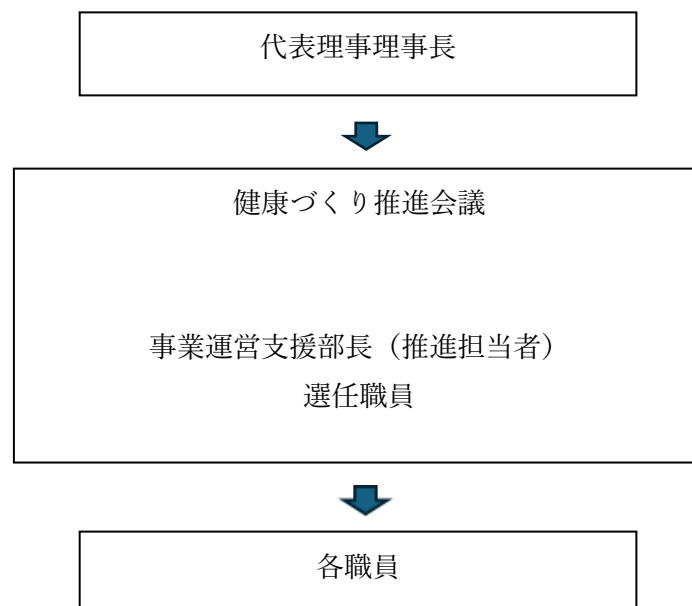 代表理事理事長
健康づくり推進会議
事業運営支援部長（推進担当者）
選任職員
各職員